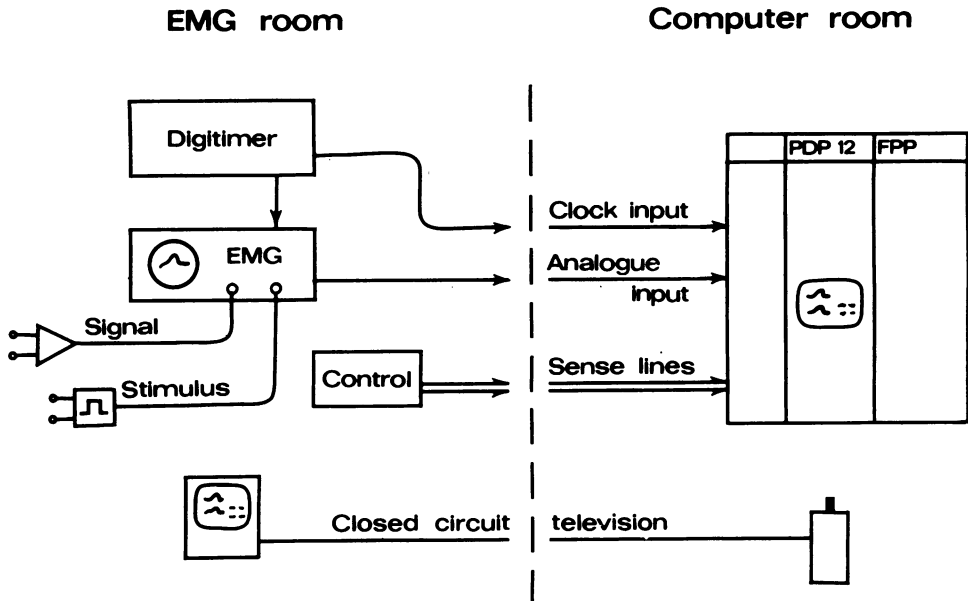 EMG room
Computer room
Digitimer
PDP 12
FPP
Clock input
EMG
Analogue
input
Signal
Control
Sense lines
Stimulus
Closed circuit
television